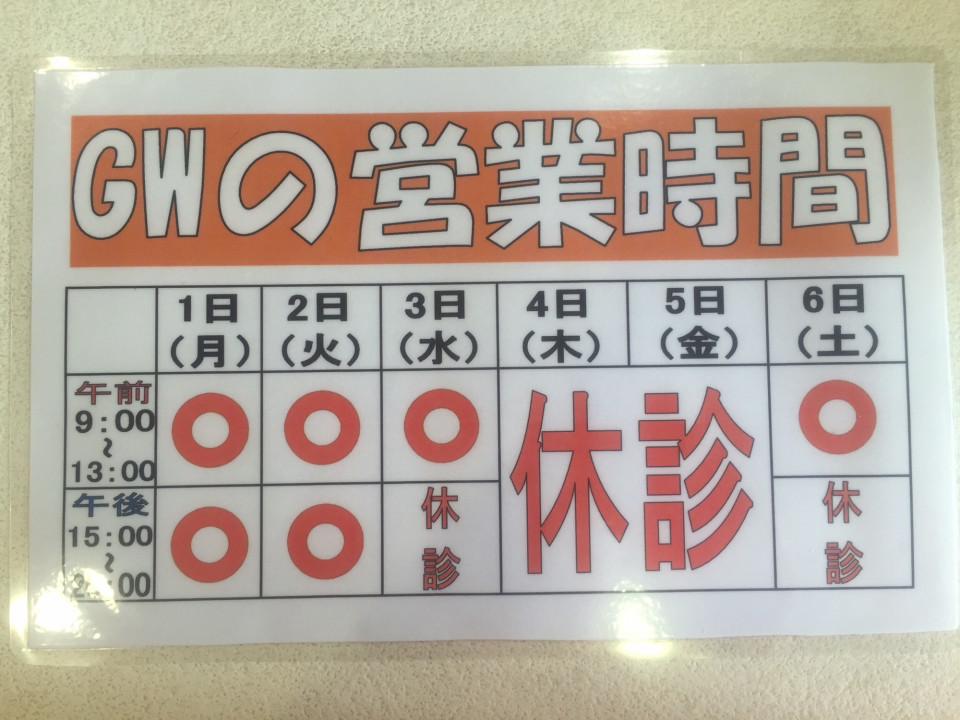 GWの営業時間
1日 2日 3日 4日 5日 6日
(月) (火) (水) (木) (金) (土)
午前
9:00
~
13:00
午後
15:00
~
休診
休診
休診